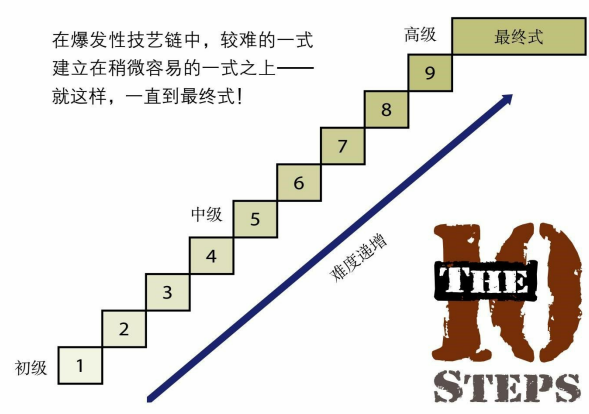 在爆发性技艺链中，较难的一式
建立在稍微容易的一式之上——
就这样，一直到最终式！
高级
最终式
9
8
7
6
中级
5
4
3
2
初级
1
难度递增
THE
10
STEPS